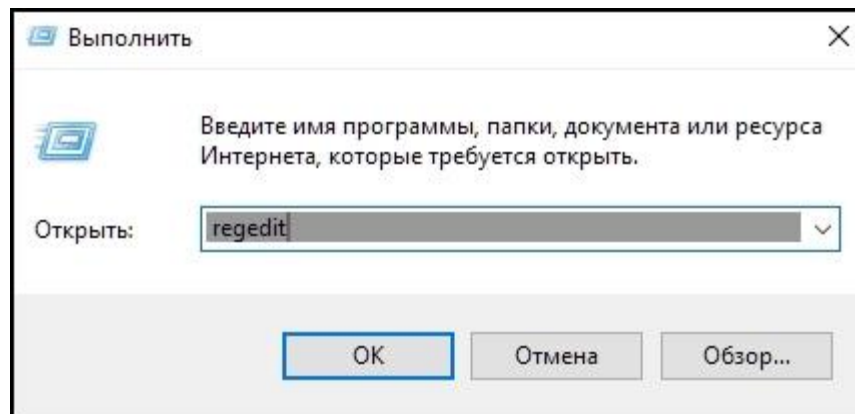 Выполнить
Введите имя программы, папки, документа или ресурса
Интернета, которые требуется открыть.
Открыть: regedit
OK Отмена Обзор...